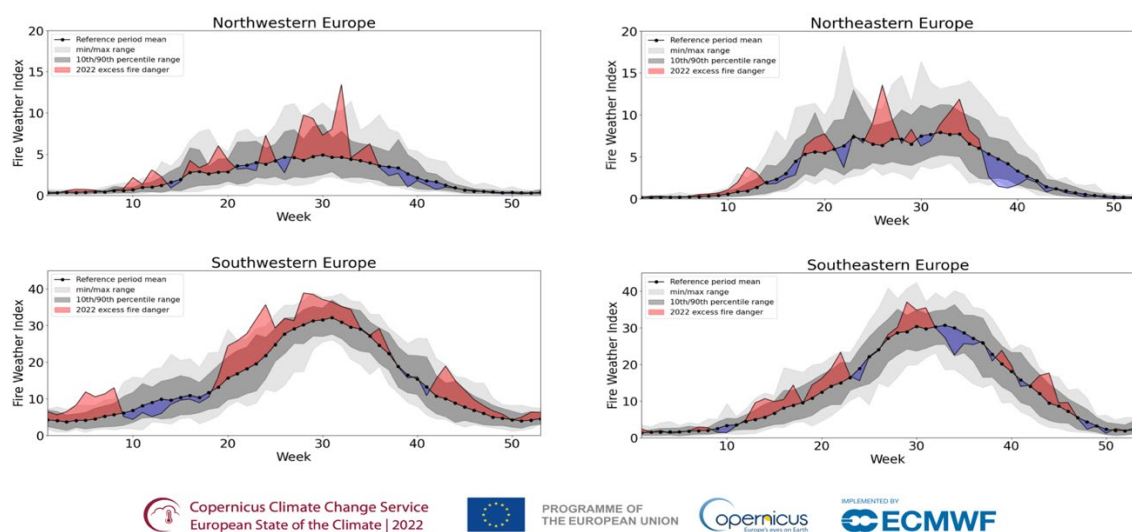 Northwestern Europe
Fire Weather Index
20
15
10
5
0
Reference period mean
min/max range
10th/90th percentile range
2022 excess fire danger
10 20 30 40 50
Week
Northeastern Europe
Fire Weather Index
20
15
10
5
0
Reference period mean
min/max range
10th/90th percentile range
2022 excess fire danger
10 20 30 40 50
Week
Southwestern Europe
Fire Weather Index
40
30
20
10
0
Reference period mean
min/max range
10th/90th percentile range
2022 excess fire danger
10 20 30 40 50
Week
Southeastern Europe
Fire Weather Index
40
30
20
10
0
Reference period mean
min/max range
10th/90th percentile range
2022 excess fire danger
10 20 30 40 50
Week
Copernicus Climate Change Service
European State of the Climate | 2022
PROGRAMME OF
THE EUROPEAN UNION
opernicus
Europe's eyes on Earth
IMPLEMENTED BY
ECMWF